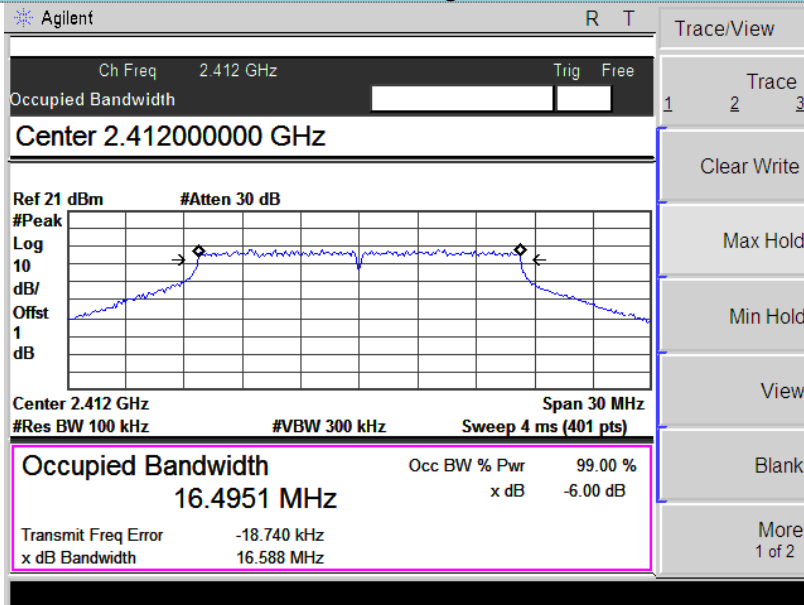 Agilent R T
Trace/View
Ch Freq 2.412 GHz Trig Free
Occupied Bandwidth
Trace
1 2 3
Center 2.412000000 GHz
Clear Write
Ref 21 dBm #Atten 30 dB
#Peak
Log
10
dB/
Offst
1
dB
Max Hold
Min Hold
Center 2.412 GHz Span 30 MHz
#Res BW 100 kHz #VBW 300 kHz Sweep 4 ms (401 pts)
View
Occupied Bandwidth Occ BW % Pwr 99.00 %
16.4951 MHz x dB -6.00 dB
Blank
Transmit Freq Error -18.740 kHz
x dB Bandwidth 16.588 MHz
More
1 of 2